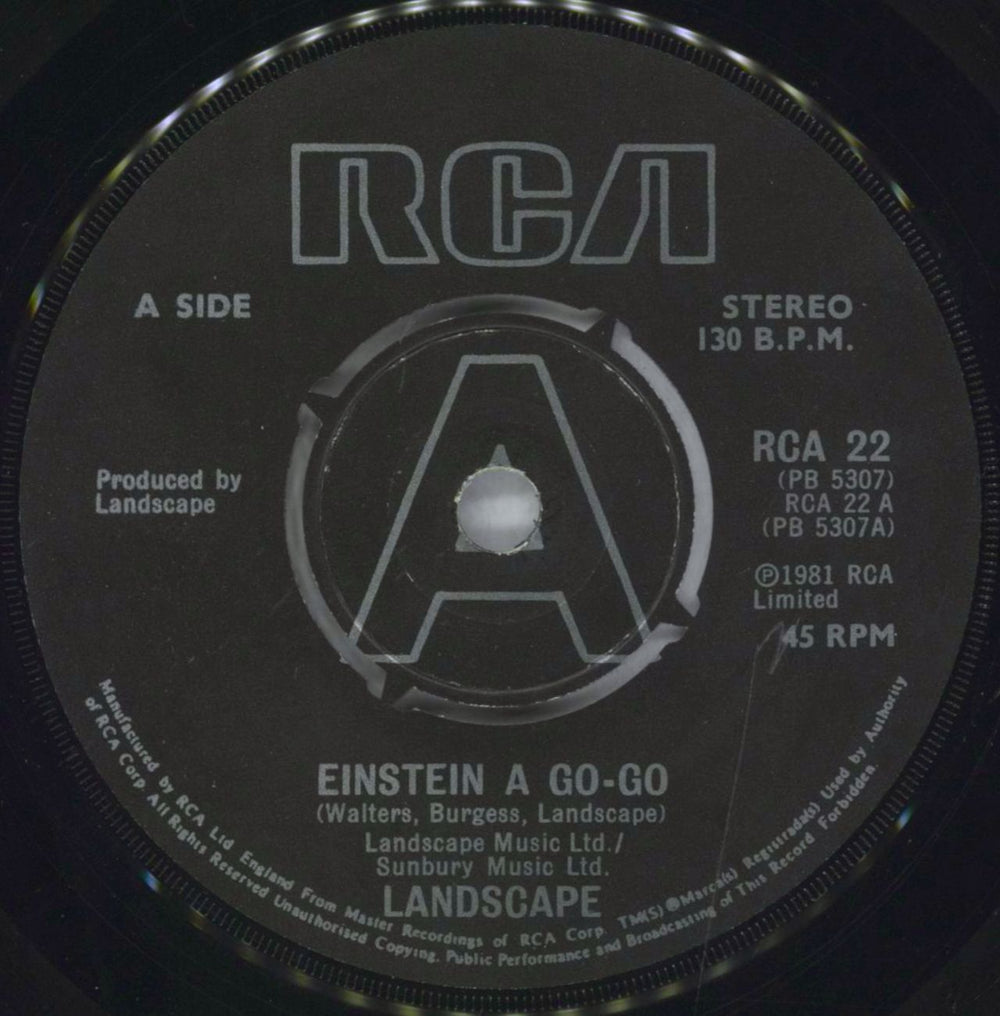 RCA
A SIDE
STEREO
130 B.P.M.
A
RCA 22
(PB 5307)
RCA 22 A
(PB 5307A)
Produced by
Landscape
℗1981 RCA
Limited
45 RPM
EINSTEIN A GO-GO
(Walters, Burgess, Landscape)
Landscape Music Ltd./
Sunbury Music Ltd.
LANDSCAPE
Manufactured by RCA Ltd England From Master Recordings of RCA Corp. TM(S) ®Marca(s) Registrada(s) Used by Authority
of RCA Corp. All Rights Reserved Unauthorised Copying, Public Performance and Broadcasting of This Record Forbidden.